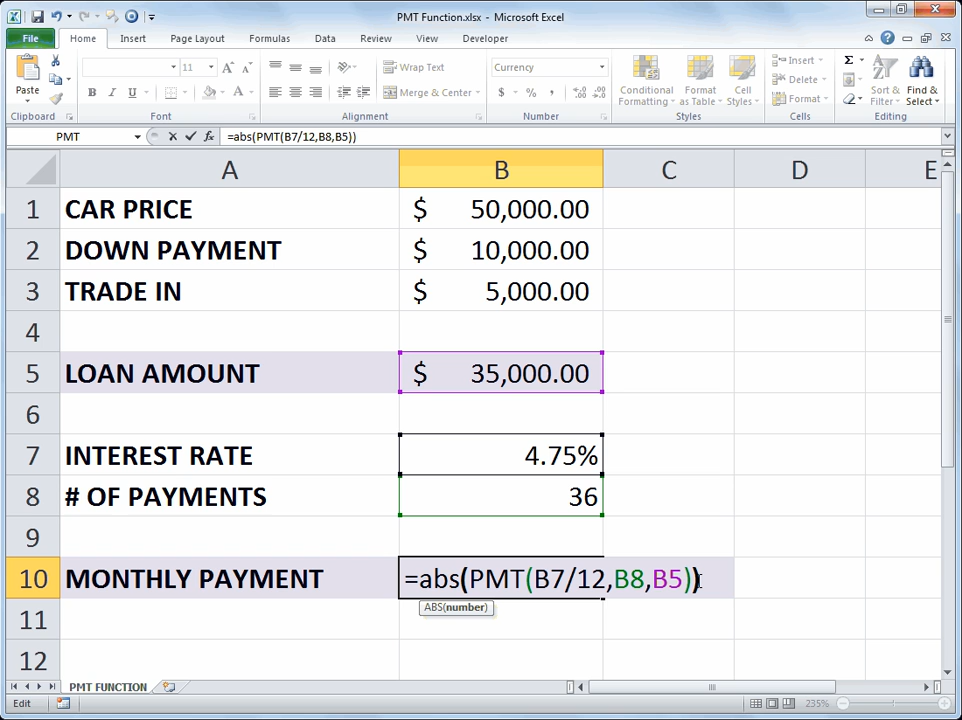 PMT Function.xlsx - Microsoft Excel
File Home Insert Page Layout Formulas Data Review View Developer
11 A A Wrap Text Currency Σ Insert
Paste B I U A Merge & Center $ % , Conditional Formatting Format as Table Cell Styles Delete Format Sort & Filter Find & Select
Clipboard Font Alignment Number Styles Cells Editing
PMT fx =abs(PMT(B7/12,B8,B5))
A B C D E
1 CAR PRICE $ 50,000.00
2 DOWN PAYMENT $ 10,000.00
3 TRADE IN $ 5,000.00
4
5 LOAN AMOUNT $ 35,000.00
6
7 INTEREST RATE 4.75%
8 # OF PAYMENTS 36
9
10 MONTHLY PAYMENT =abs(PMT(B7/12,B8,B5))
ABS(number)
11
12
PMT FUNCTION
Edit 235%